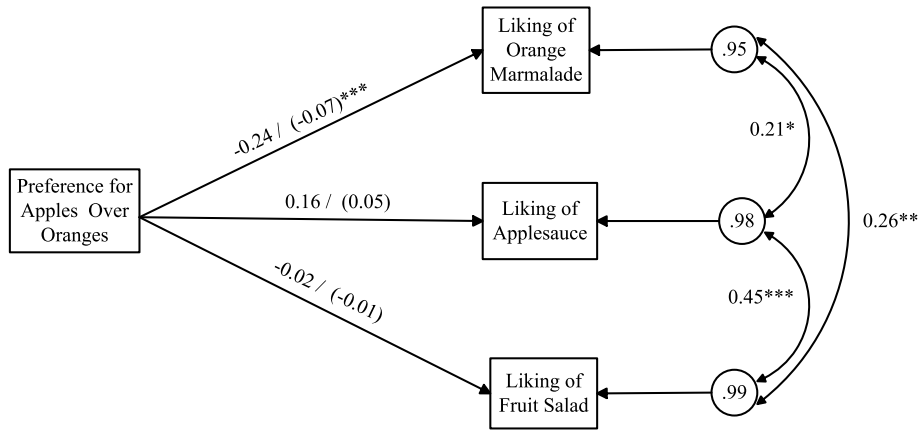 Liking of
Orange
Marmalade
.95
-0.24 / (-0.07)***
0.21*
Preference for
Apples Over
Oranges
0.16 / (0.05)
Liking of
Applesauce
.98
0.26**
-0.02 / (-0.01)
0.45***
Liking of
Fruit Salad
.99